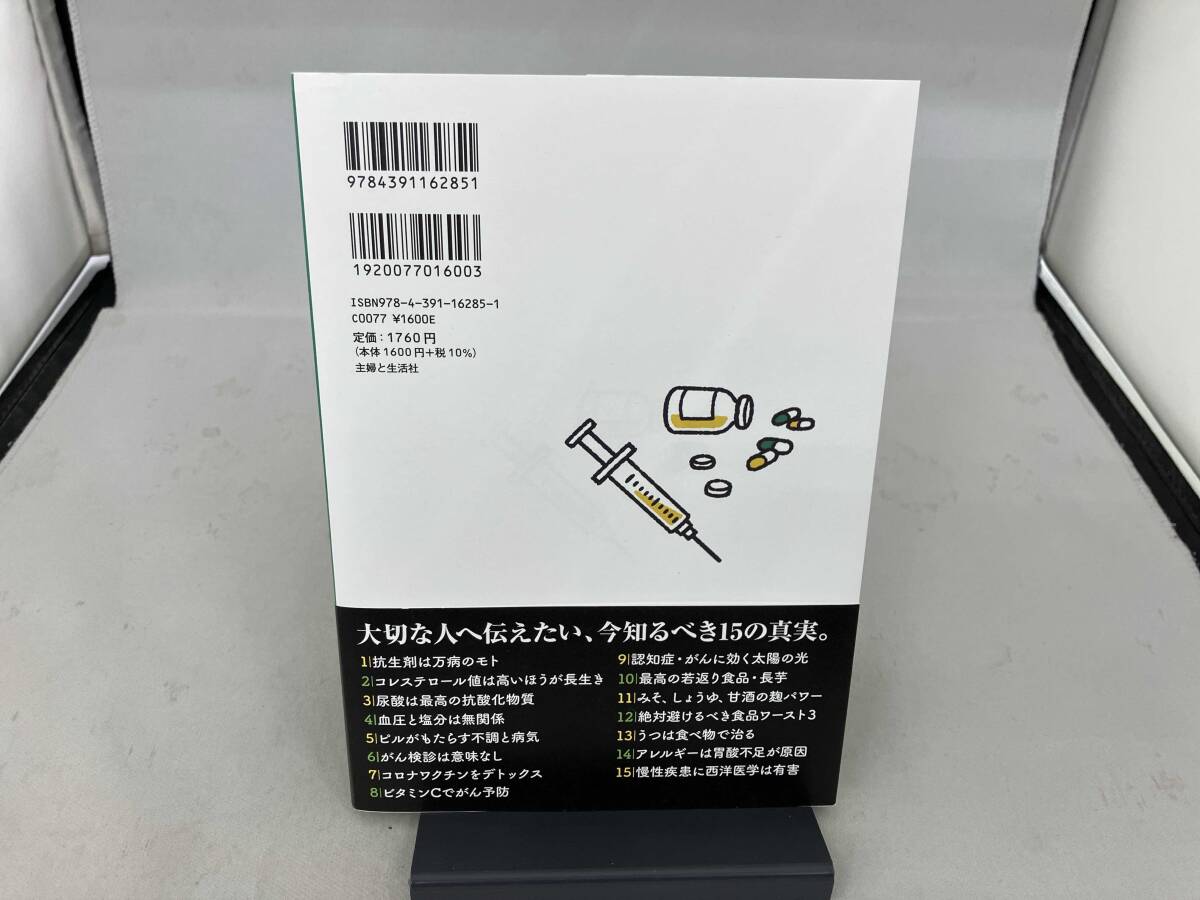 9784391162851
1920077016003
ISBN978-4-391-16285-1
C0077 ¥1600E
定価：1760円
(本体1600円+税10%)
主婦と生活社
大切な人へ伝えたい、今知るべき15の真実。
1|抗生剤は万病のモト
2|コレステロール値は高いほうが長生き
3|尿酸は最高の抗酸化物質
4|血圧と塩分は無関係
5|ピルがもたらす不調と病気
6|がん検診は意味なし
7|コロナワクチンをデトックス
8|ビタミンCでがん予防
9|認知症・がんに効く太陽の光
10|最高の若返り食品・長芋
11|みそ、しょうゆ、甘酒の麹パワー
12|絶対避けるべき食品ワースト3
13|うつは食べ物で治る
14|アレルギーは胃酸不足が原因
15|慢性疾患に西洋医学は有害